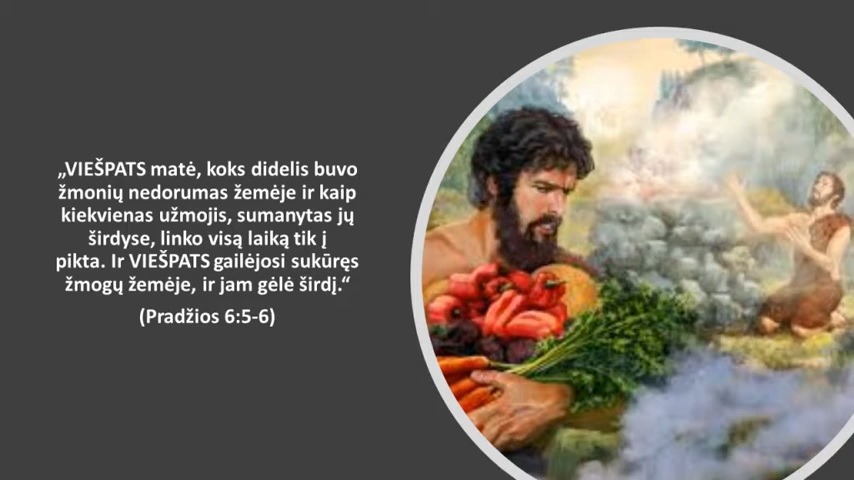 „VIEŠPATS matė, koks didelis buvo
žmonių nedorumas žemėje ir kaip
kiekvienas užmojis, sumanytas jų
širdyse, linko visą laiką tik į
pikta. Ir VIEŠPATS gailėjosi sukūręs
žmogų žemėje, ir jam gėlė širdį.“
(Pradžios 6:5-6)